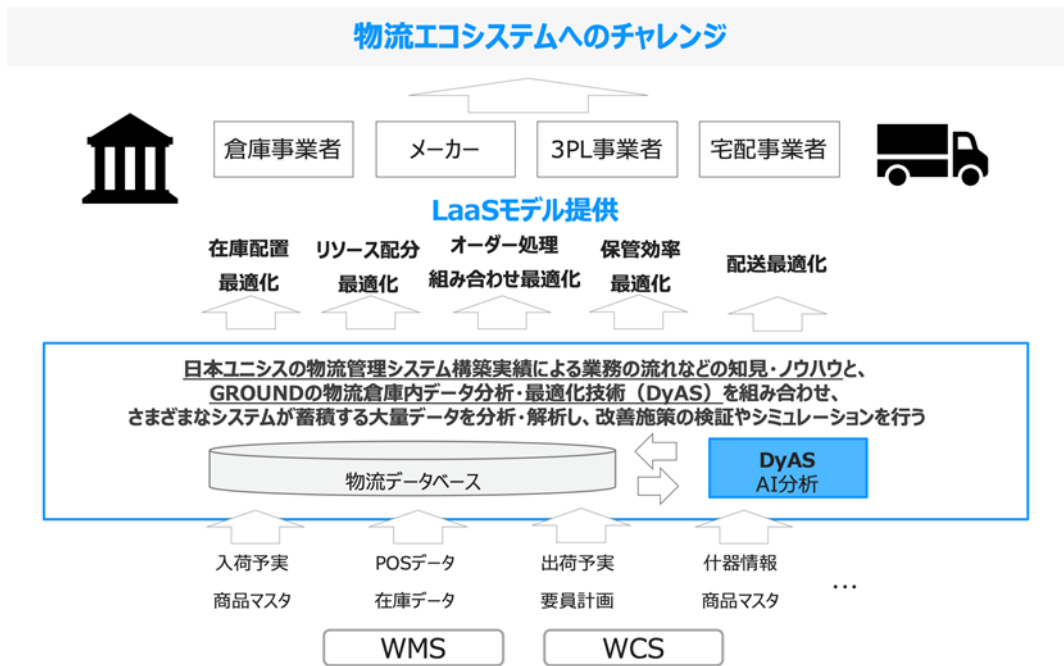 物流エコシステムへのチャレンジ
倉庫事業者
メーカー
3PL事業者
宅配事業者
LaaSモデル提供
在庫配置
最適化
リソース配分
最適化
オーダー処理
組み合わせ最適化
保管効率
最適化
配送最適化
日本ユニシスの物流管理システム構築実績による業務の流れなどの知見・ノウハウと、
GROUNDの物流倉庫内データ分析・最適化技術（DyAS）を組み合わせ、
さまざまなシステムが蓄積する大量データを分析・解析し、改善施策の検証やシミュレーションを行う
物流データベース
DyAS
AI分析
入荷予実
商品マスタ
POSデータ
在庫データ
出荷予実
要員計画
什器情報
商品マスタ
…
WMS
WCS